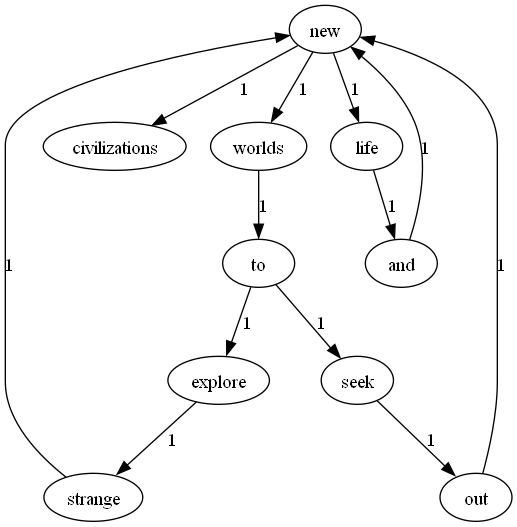 new
1 1 1
civilizations worlds life 1
1 1
to and
1 1
1 1
explore seek
1 1
strange out